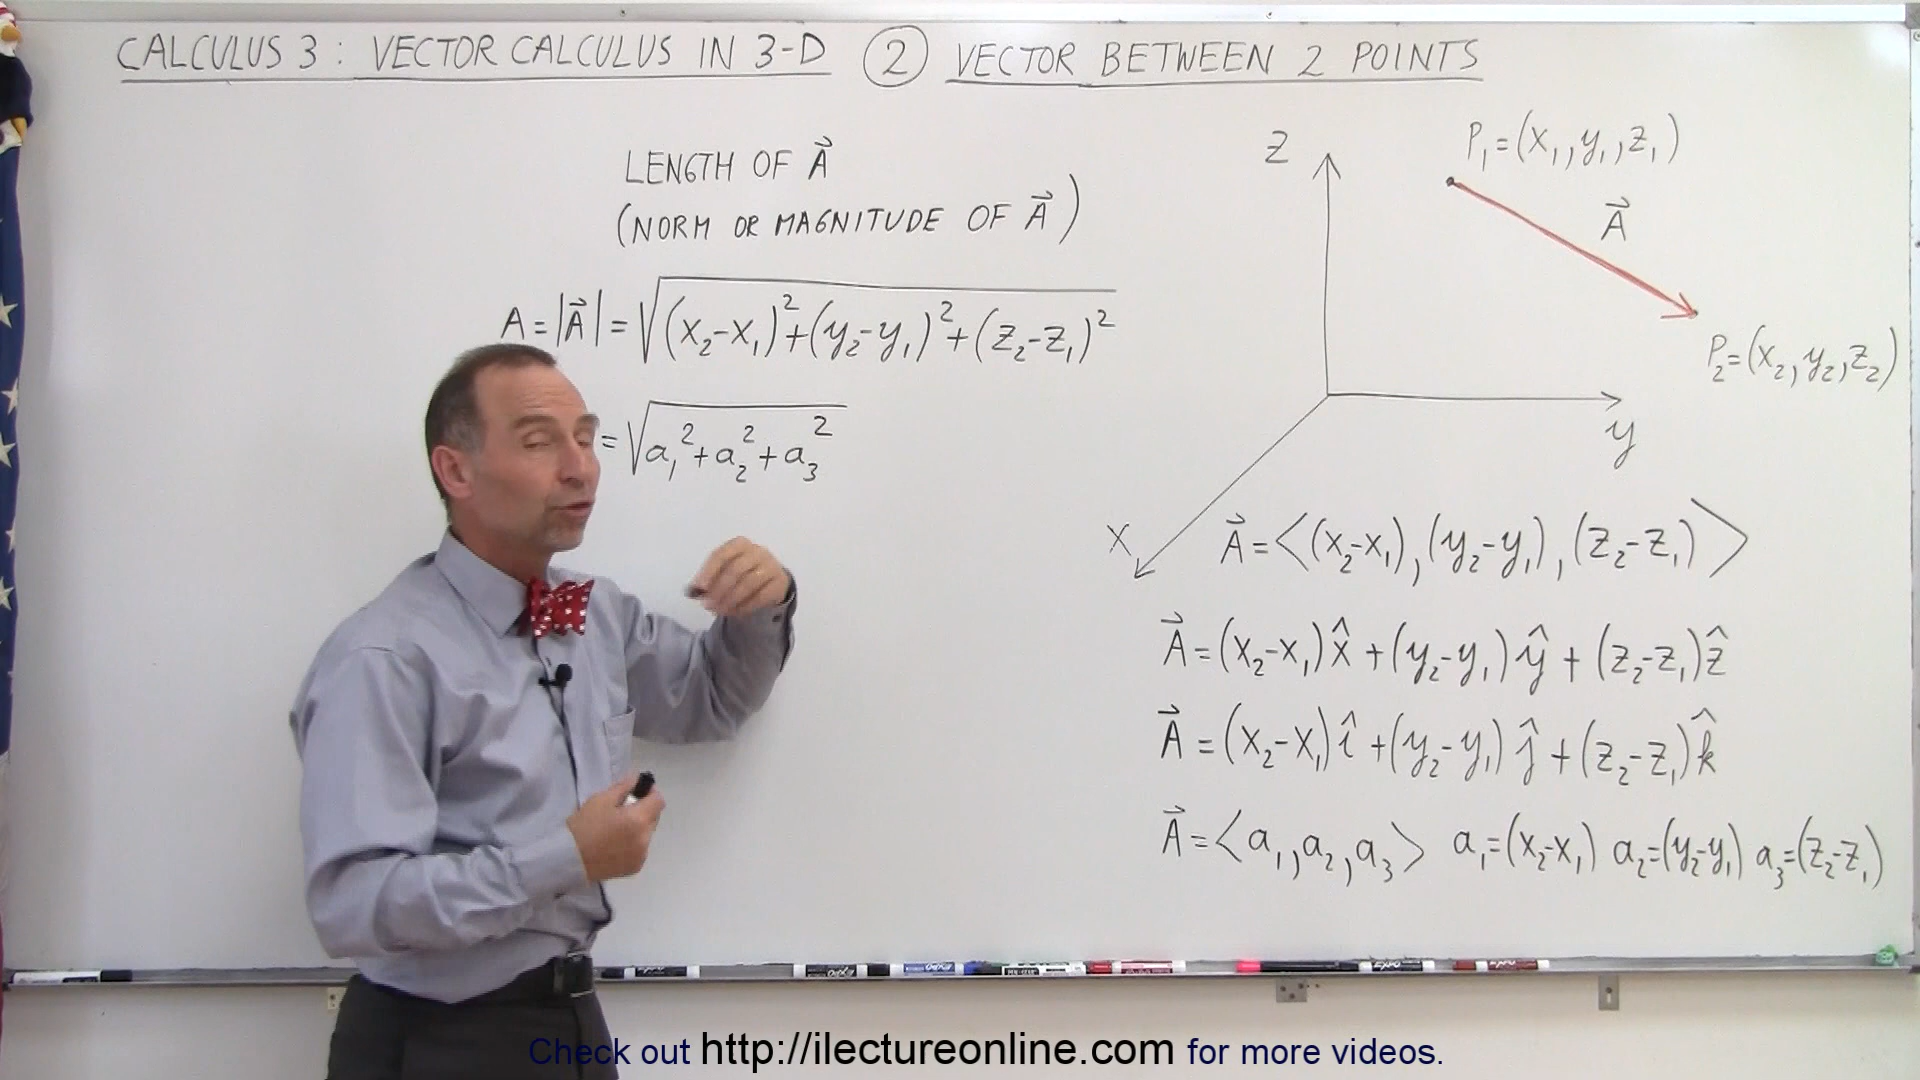 CALCULUS 3: VECTOR CALCULUS IN 3-D ② VECTOR BETWEEN 2 POINTS
LENGTH OF A⃗
(NORM OR MAGNITUDE OF A⃗)
A = |A⃗| = √((x₂-x₁)²+(y₂-y₁)²+(z₂-z₁)²)
= √(a₁²+a₂²+a₃²)
Z
P₁=(x₁,y₁,z₁)
A⃗
P₂=(x₂,y₂,z₂)
y
X
A⃗=<(x₂-x₁),(y₂-y₁),(z₂-z₁)>
A⃗=(x₂-x₁)x̂+(y₂-y₁)ŷ+(z₂-z₁)ẑ
A⃗=(x₂-x₁)î+(y₂-y₁)ĵ+(z₂-z₁)k̂
A⃗=<a₁,a₂,a₃> a₁=(x₂-x₁) a₂=(y₂-y₁) a₃=(z₂-z₁)
Check out http://ilectureonline.com for more videos.